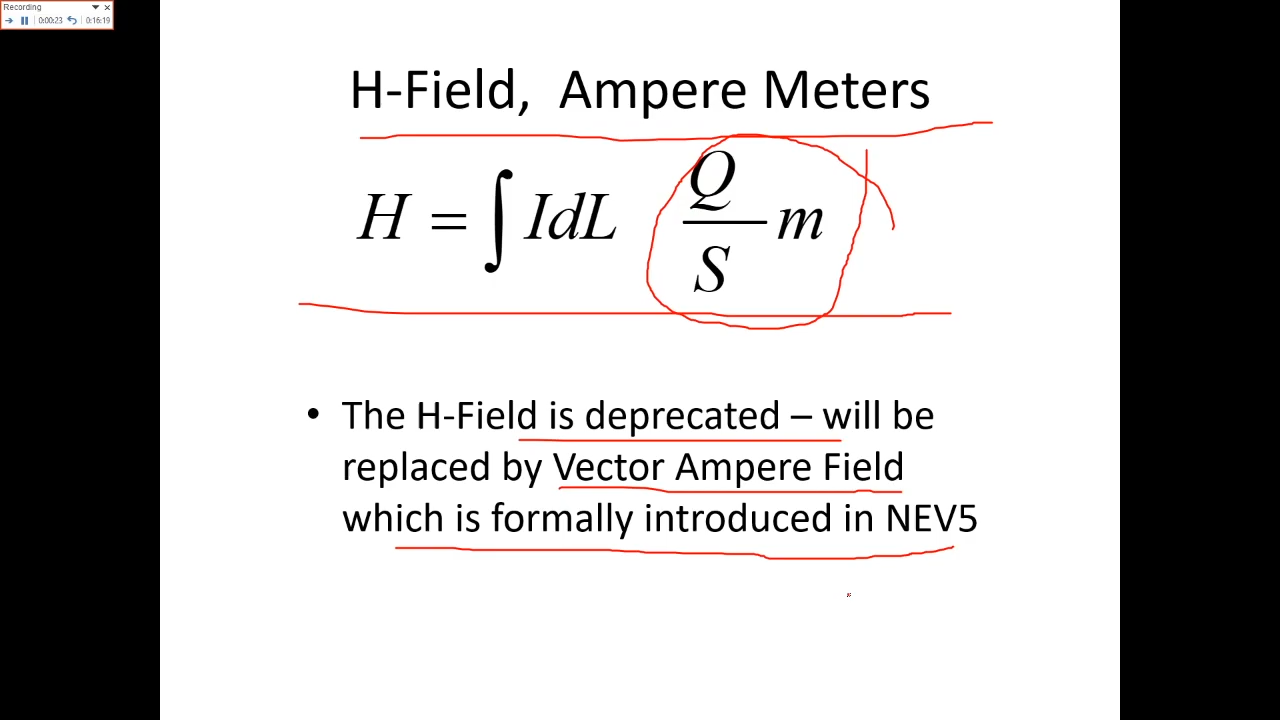 Recording
0:00:23 0:16:19
H-Field, Ampere Meters
H = ∫ IdL Q/S m
• The H-Field is deprecated – will be
replaced by Vector Ampere Field
which is formally introduced in NEV5